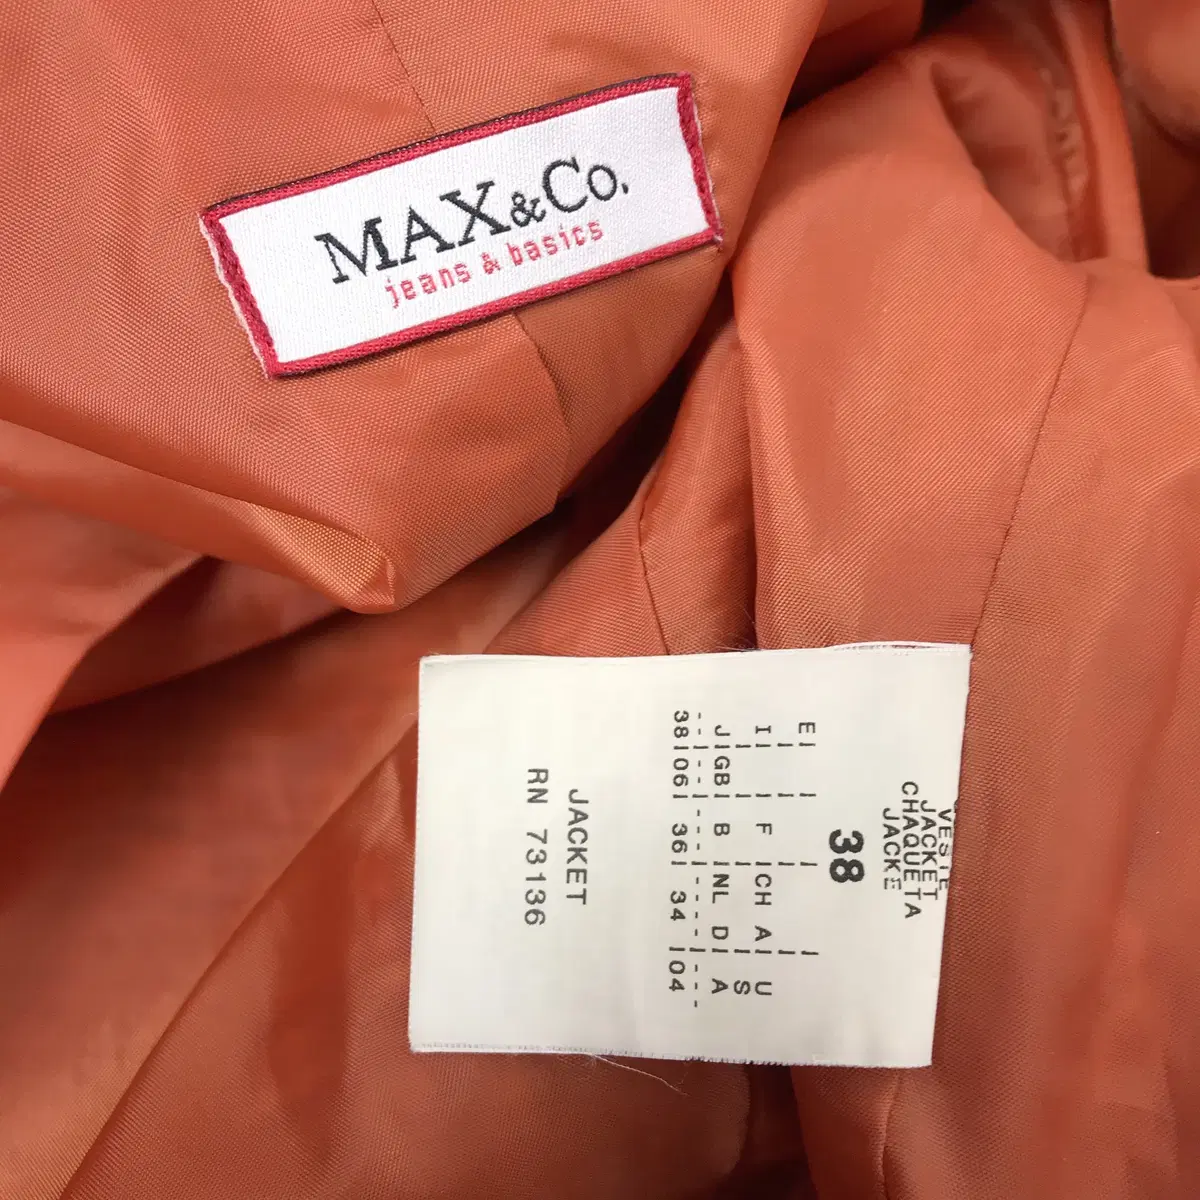 MAX&Co.
jeans & basics
VESTE
JACKET
CHAQUETA
JACKE
38
E| | | |
| | | |
I| | F |CH A| U
| | | | S
J|GB| B |NL D| A
--|--|---|----|---
38|06| 36| 34 |04
JACKET
RN 73136